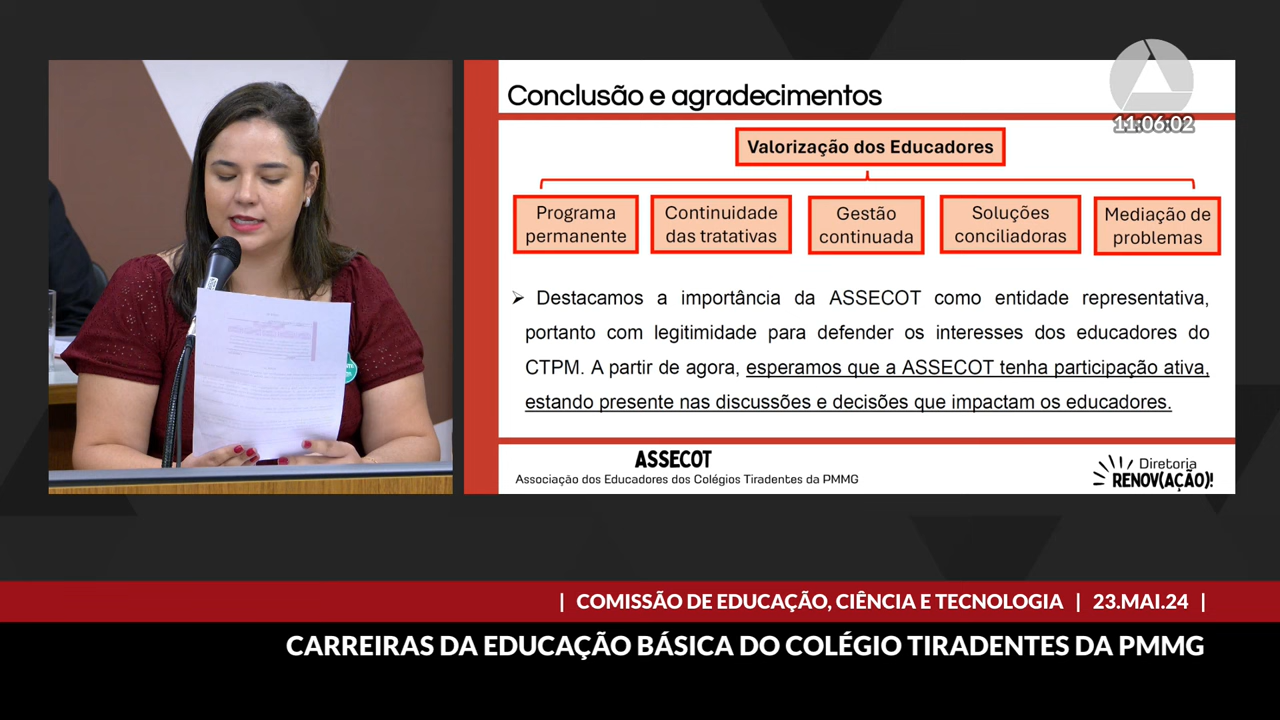 Conclusão e agradecimentos
11:06:02
Valorização dos Educadores
Programa
permanente
Continuidade
das tratativas
Gestão
continuada
Soluções
conciliadoras
Mediação de
problemas
➢ Destacamos a importância da ASSECOT como entidade representativa,
portanto com legitimidade para defender os interesses dos educadores do
CTPM. A partir de agora, esperamos que a ASSECOT tenha participação ativa,
estando presente nas discussões e decisões que impactam os educadores.
ASSECOT
Associação dos Educadores dos Colégios Tiradentes da PMMG
Diretoria
RENOV(AÇÃO)!
| COMISSÃO DE EDUCAÇÃO, CIÊNCIA E TECNOLOGIA | 23.MAI.24 |
CARREIRAS DA EDUCAÇÃO BÁSICA DO COLÉGIO TIRADENTES DA PMMG